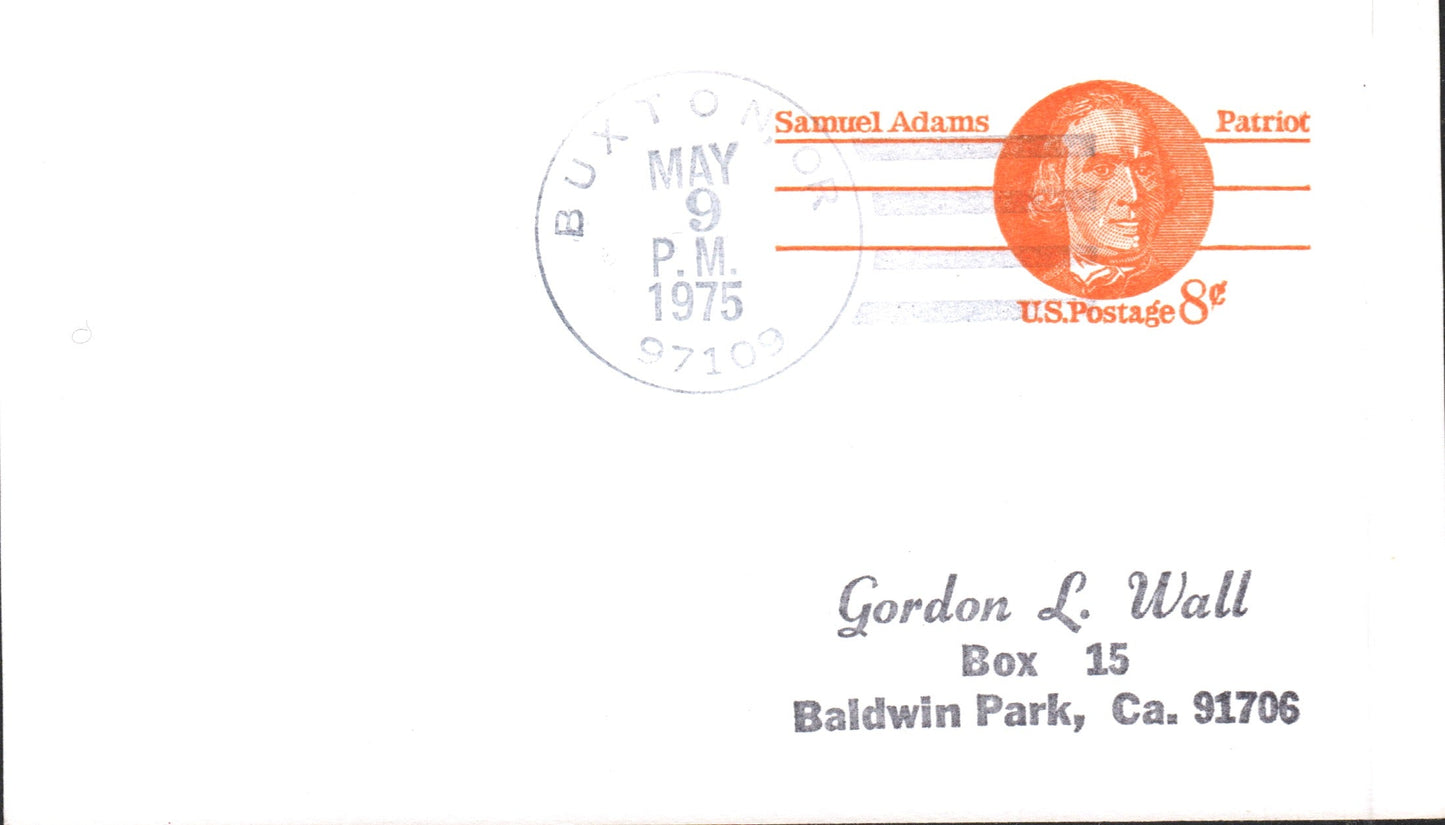 BUXTON, OR
MAY
9
P. M.
1975
97109
Samuel Adams Patriot
U.S.Postage 8¢
Gordon L. Wall
Box 15
Baldwin Park, Ca. 91706